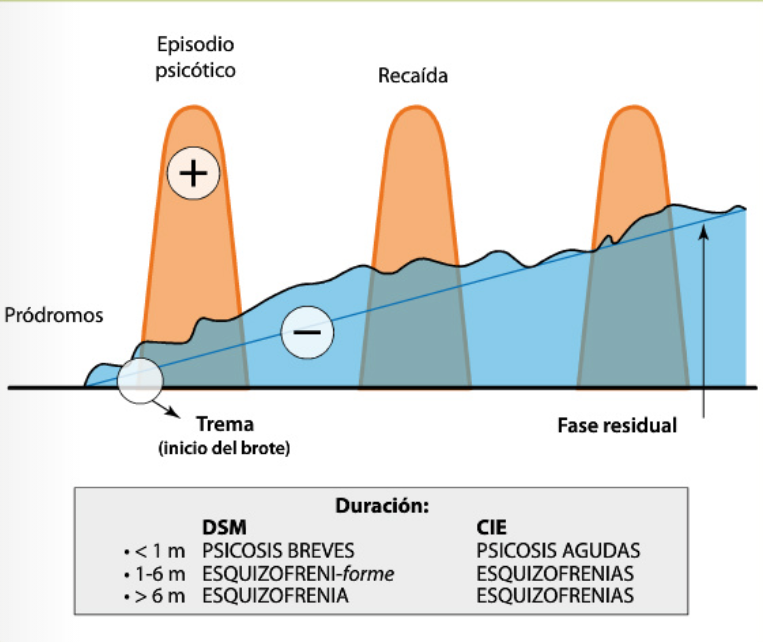 Episodio
psicótico
Recaída
+
Pródromos
−
Trema
(inicio del brote)
Fase residual
Duración:
DSM CIE
• < 1 m PSICOSIS BREVES PSICOSIS AGUDAS
• 1-6 m ESQUIZOFRENI-forme ESQUIZOFRENIAS
• > 6 m ESQUIZOFRENIA ESQUIZOFRENIAS